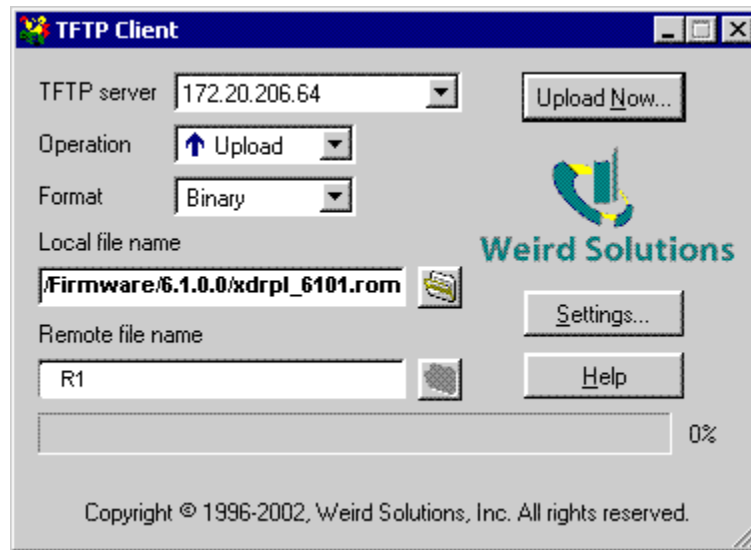 TFTP Client
TFTP server 172.20.206.64
Upload Now...
Operation Upload
Format Binary
Weird Solutions
Local file name
/Firmware/6.1.0.0/xdrpl_6101.rom
Settings...
Remote file name
R1
Help
0%
Copyright © 1996-2002, Weird Solutions, Inc. All rights reserved.